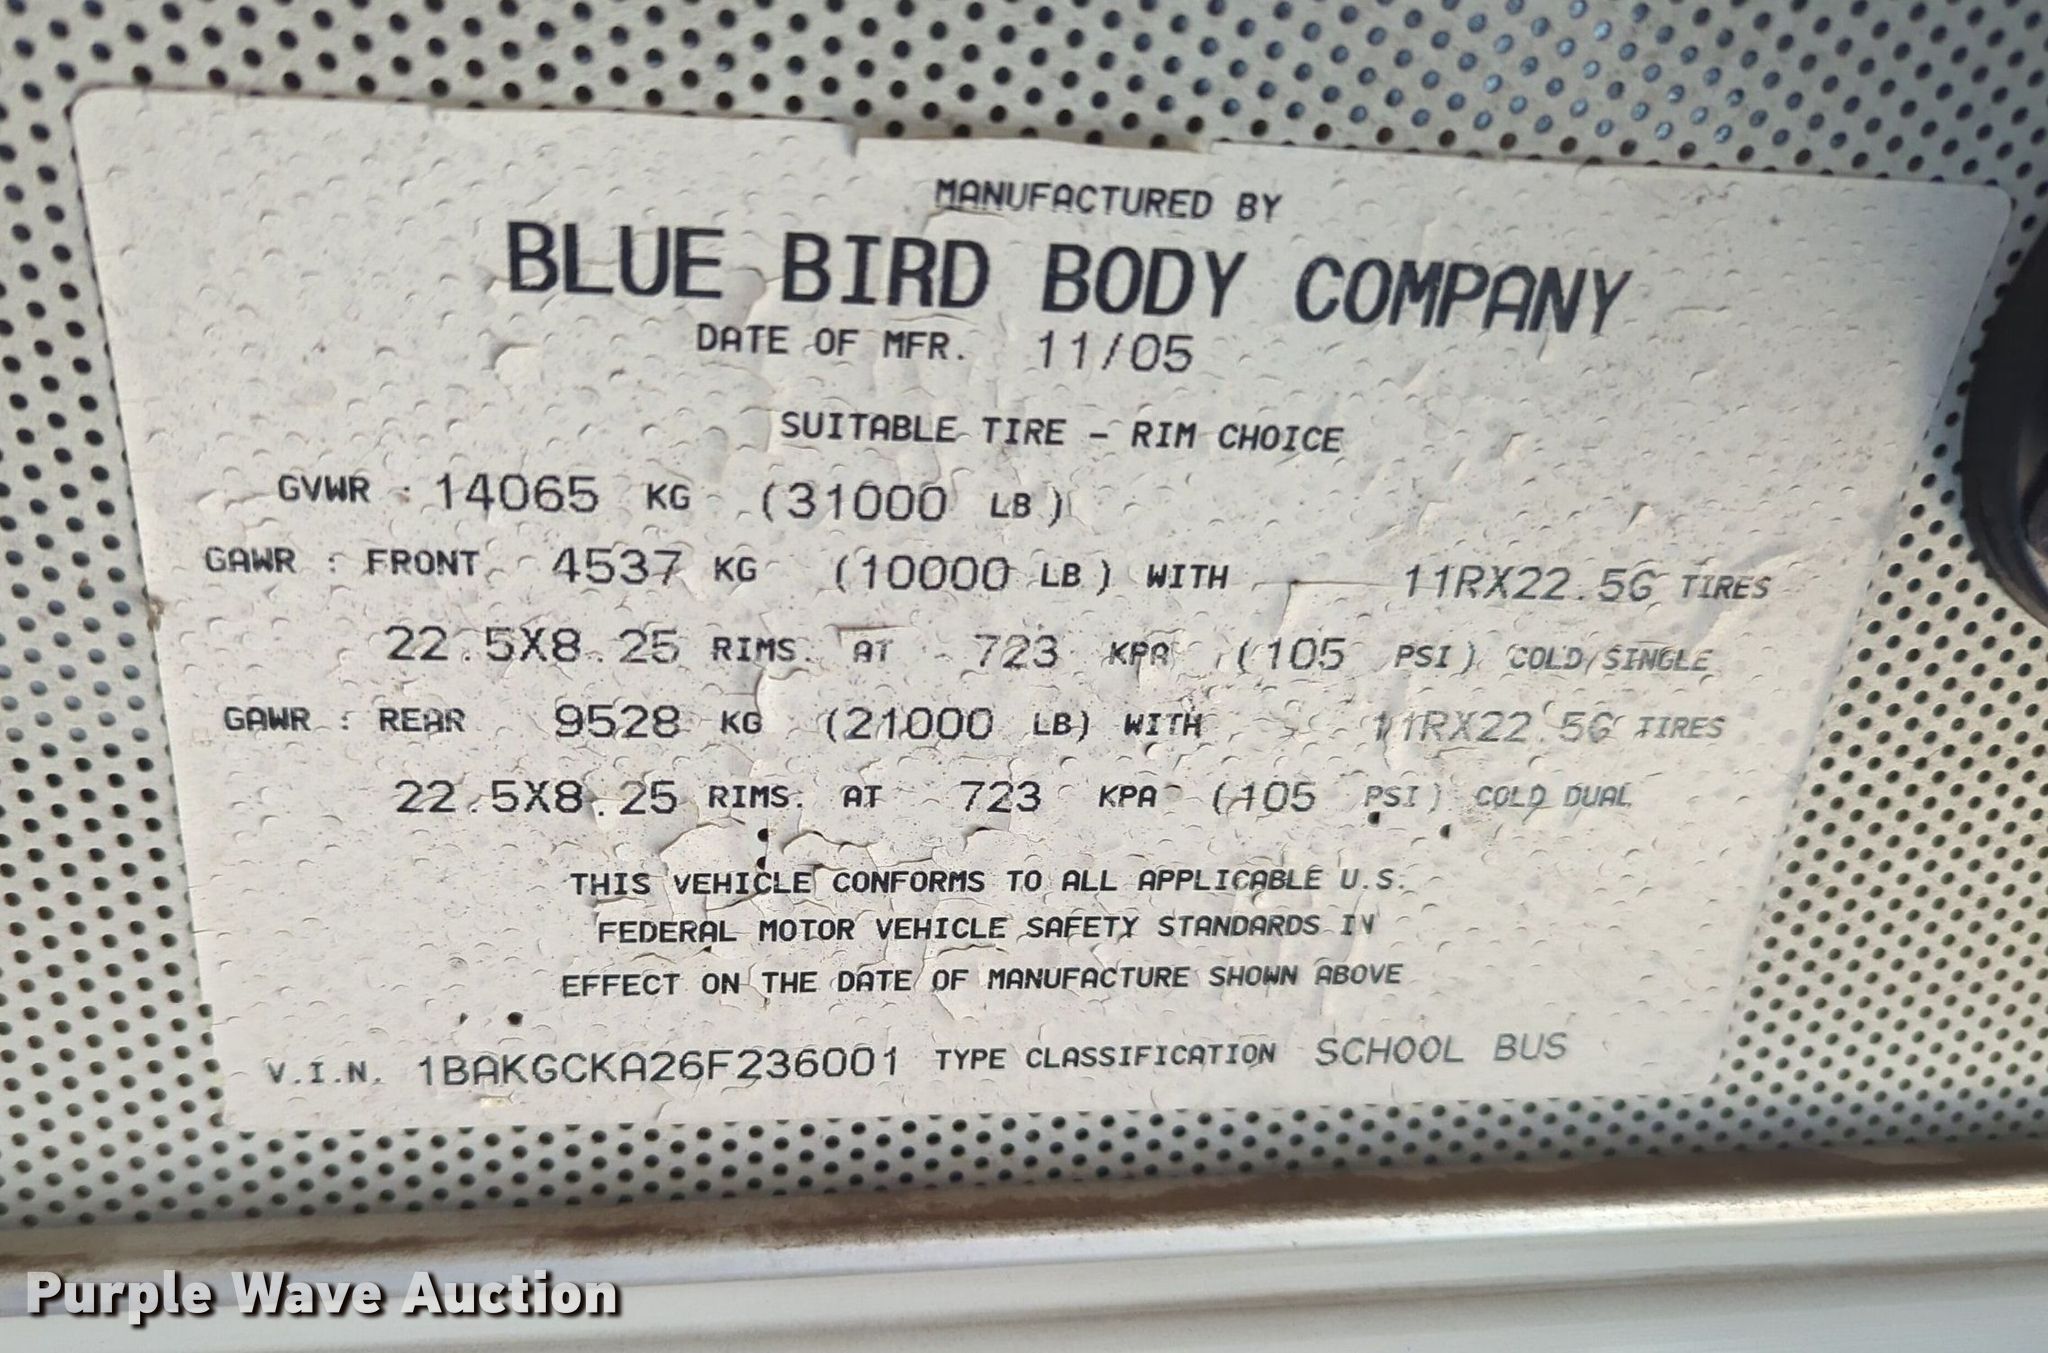 MANUFACTURED BY
BLUE BIRD BODY COMPANY
DATE OF MFR. 11/05
SUITABLE TIRE - RIM CHOICE
GVWR : 14065 KG (31000 LB)
GAWR : FRONT 4537 KG (10000 LB) WITH 11RX22.5G TIRES
22.5X8.25 RIMS. AT 723 KPA (105 PSI) COLD/SINGLE
GAWR : REAR 9528 KG (21000 LB) WITH 11RX22.5G TIRES
22.5X8.25 RIMS. AT 723 KPA (105 PSI) COLD DUAL
THIS VEHICLE CONFORMS TO ALL APPLICABLE U.S.
FEDERAL MOTOR VEHICLE SAFETY STANDARDS IN
EFFECT ON THE DATE OF MANUFACTURE SHOWN ABOVE
V.I.N. 1BAKGCKA26F236001 TYPE CLASSIFICATION SCHOOL BUS
Purple Wave Auction